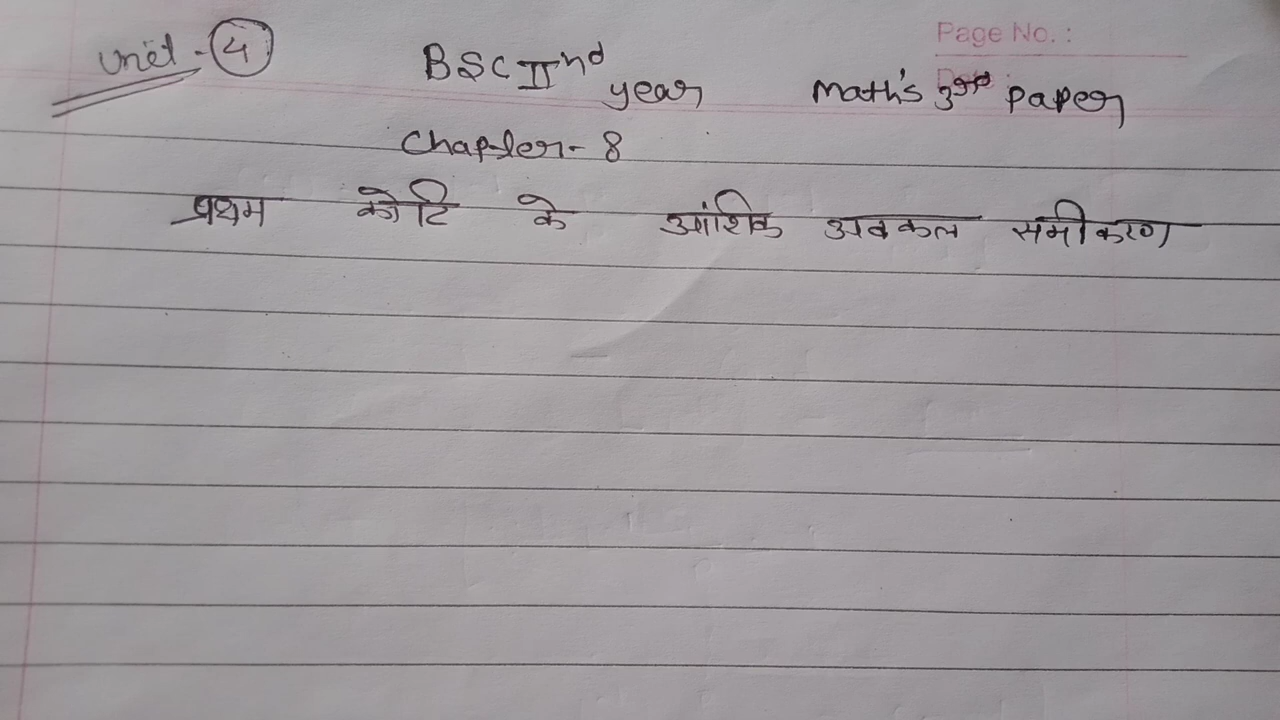 Page No. :
Unit - 4
BSC IInd year Math's 3rd paper
Chapter - 8
प्रथम कोटि के आंशिक अवकल समीकरण